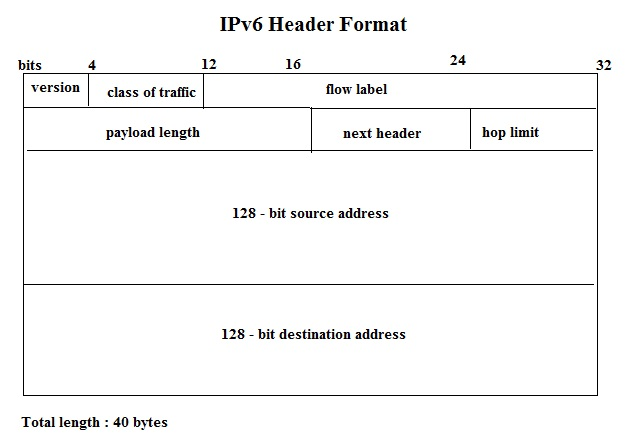 IPv6 Header Format
bits 4 12 16 24 32
version class of traffic flow label
payload length next header hop limit
128 - bit source address
128 - bit destination address
Total length : 40 bytes